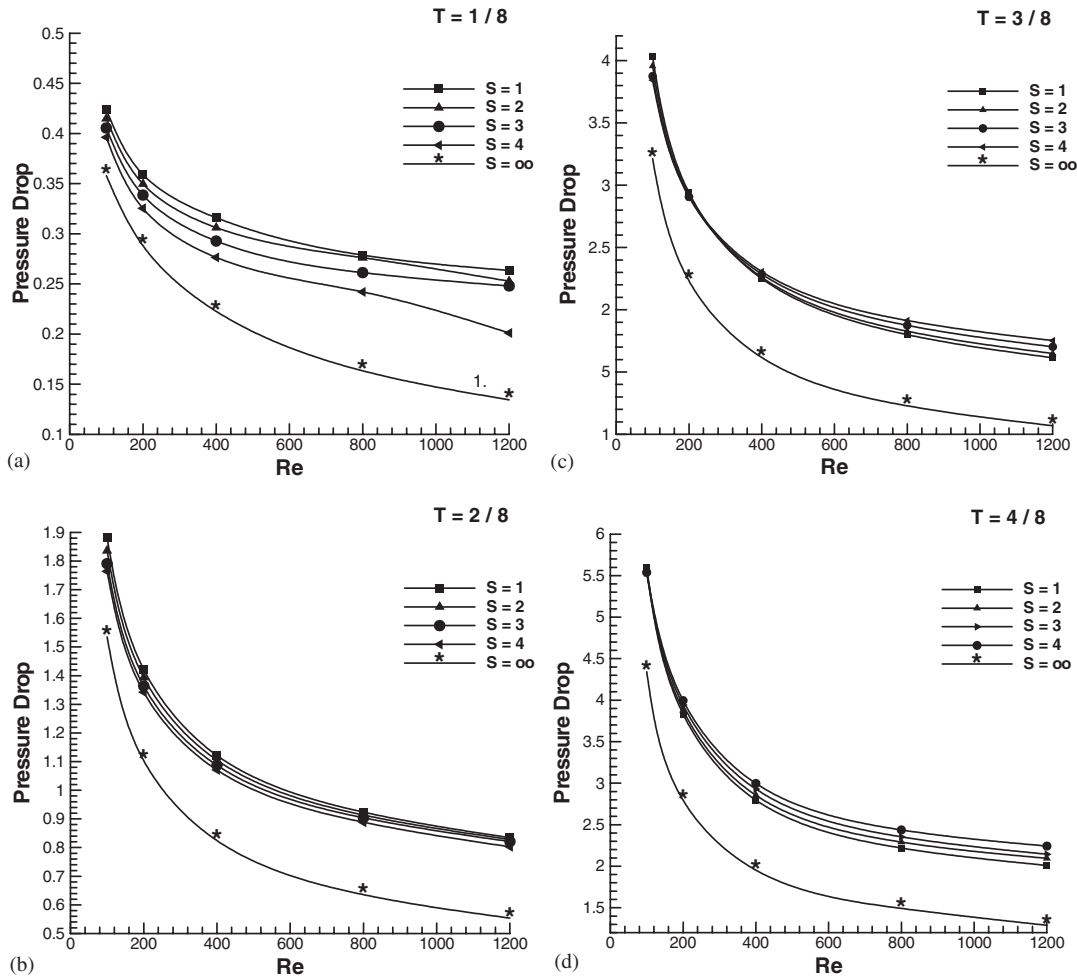 T = 1 / 8
0.5
0.45
0.4
0.35
0.3
0.25
0.2
0.15
0.1
Pressure Drop
S = 1
S = 2
S = 3
S = 4
S = oo
1.
0 200 400 600 800 1000 1200
Re
(a)
T = 3 / 8
4
3.5
3
2.5
2
5
1
Pressure Drop
S = 1
S = 2
S = 3
S = 4
S = oo
0 200 400 600 800 1000 1200
Re
(c)
T = 2 / 8
1.9
1.8
1.7
1.6
1.5
1.4
1.3
1.2
1.1
1
0.9
0.8
0.7
0.6
0.5
Pressure Drop
S = 1
S = 2
S = 3
S = 4
S = oo
0 200 400 600 800 1000 1200
Re
(b)
T = 4 / 8
6
5.5
5
4.5
4
3.5
3
2.5
2
1.5
Pressure Drop
S = 1
S = 2
S = 3
S = 4
S = oo
0 200 400 600 800 1000 1200
Re
(d)